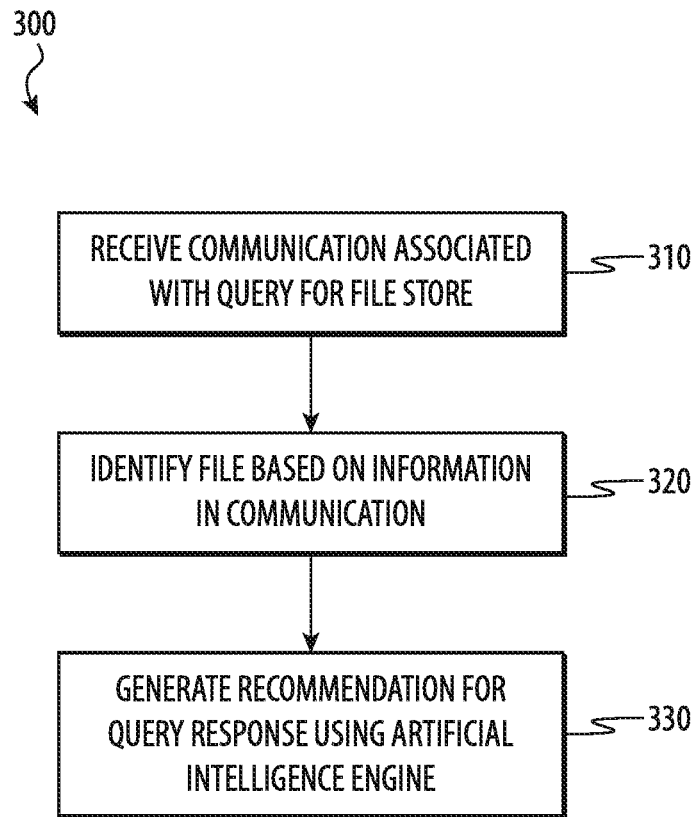 300
RECEIVE COMMUNICATION ASSOCIATED
WITH QUERY FOR FILE STORE
310
IDENTIFY FILE BASED ON INFORMATION
IN COMMUNICATION
320
GENERATE RECOMMENDATION FOR
QUERY RESPONSE USING ARTIFICIAL
INTELLIGENCE ENGINE
330